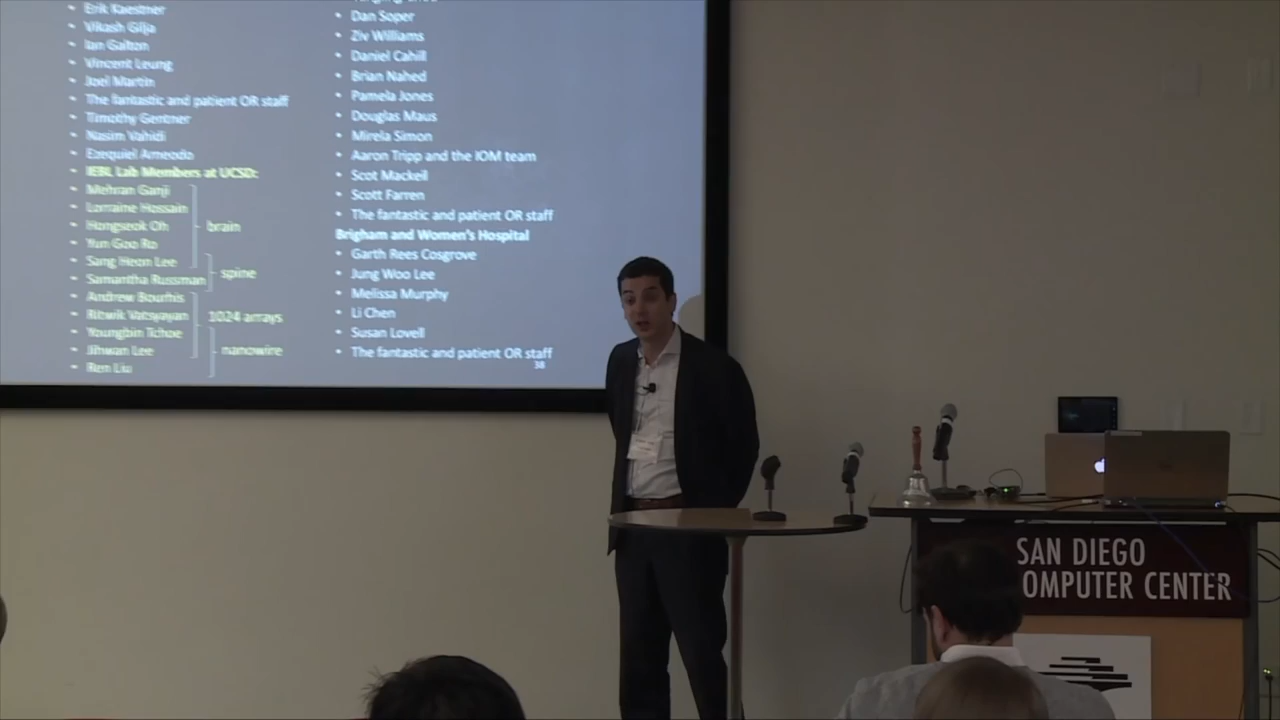 Erik Kaestner
Vikash Gilja
Ian Galton
Vincent Leung
Joel Martin
The fantastic and patient OR staff
Timothy Gentner
Nasim Vahidi
Ezequiel Arneodo
IEBL Lab Members at UCSD:
Mehran Ganji
Lorraine Hossain
Hongseok Oh
Yun Goo Ro
brain
Sang Heon Lee
Samantha Russman
spine
Andrew Bourhis
Ritwik Vatsyayan
Youngbin Tchoe
1024 arrays
Jihwan Lee
Ren Liu
nanowire
Dan Soper
Ziv Williams
Daniel Cahill
Brian Nahed
Pamela Jones
Douglas Maus
Mirela Simon
Aaron Tripp and the IOM team
Scot Mackeil
Scott Farren
The fantastic and patient OR staff
Brigham and Women's Hospital
Garth Rees Cosgrove
Jung Woo Lee
Melissa Murphy
Li Chen
Susan Lovell
The fantastic and patient OR staff
38
SAN DIEGO
OMPUTER CENTER